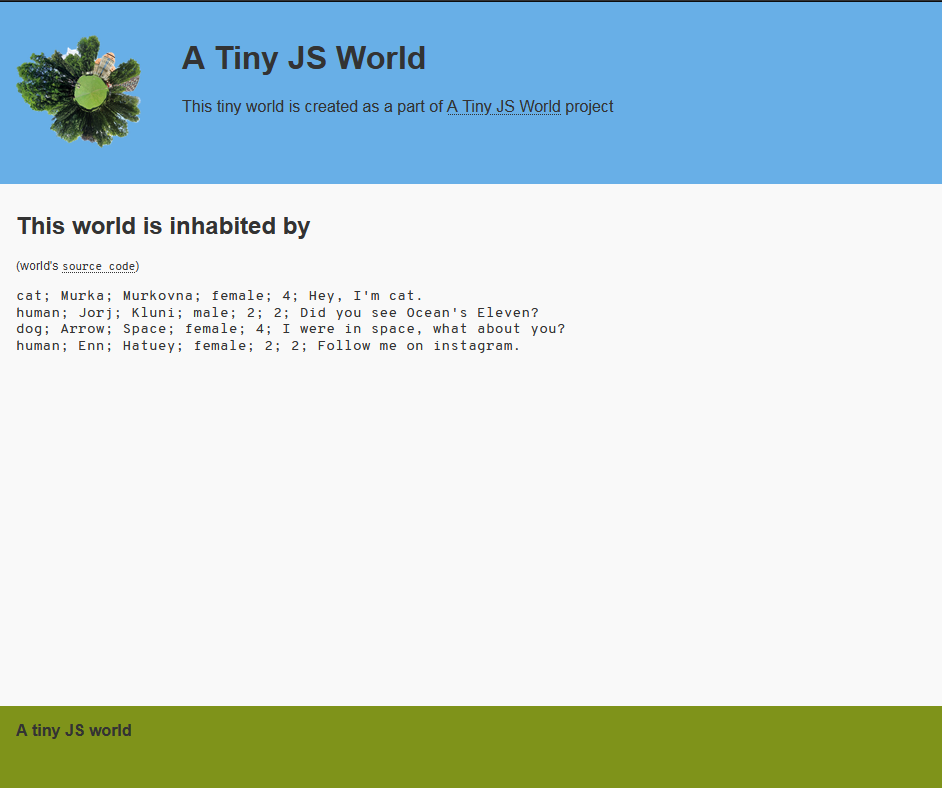 A Tiny JS World
This tiny world is created as a part of A Tiny JS World project
This world is inhabited by
(world's source code)
cat; Murka; Murkovna; female; 4; Hey, I'm cat.
human; Jorj; Kluni; male; 2; 2; Did you see Ocean's Eleven?
dog; Arrow; Space; female; 4; I were in space, what about you?
human; Enn; Hatuey; female; 2; 2; Follow me on instagram.
A tiny JS world